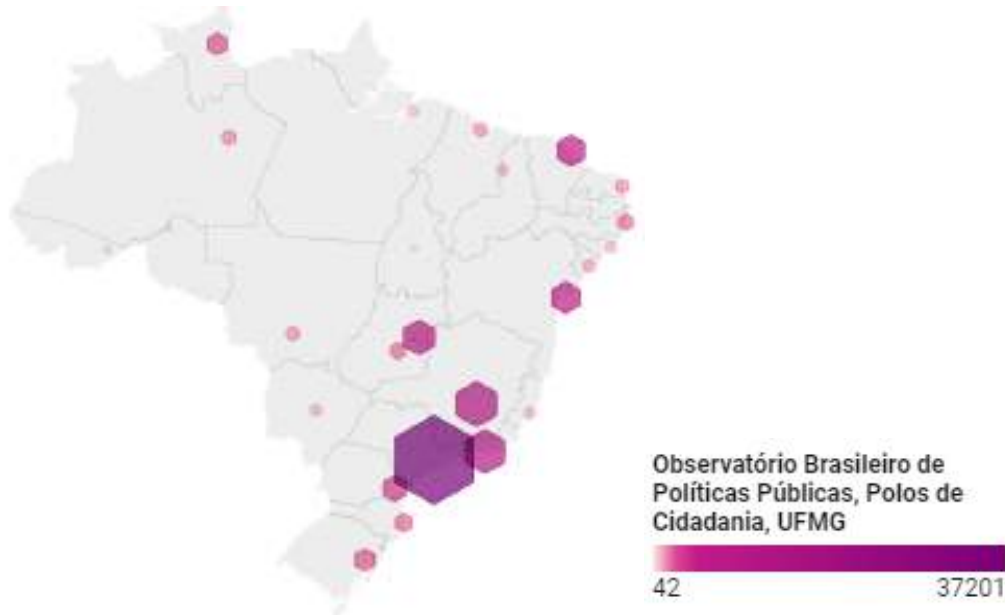 Observatório Brasileiro de
Políticas Públicas, Polos de
Cidadania, UFMG
42 37201